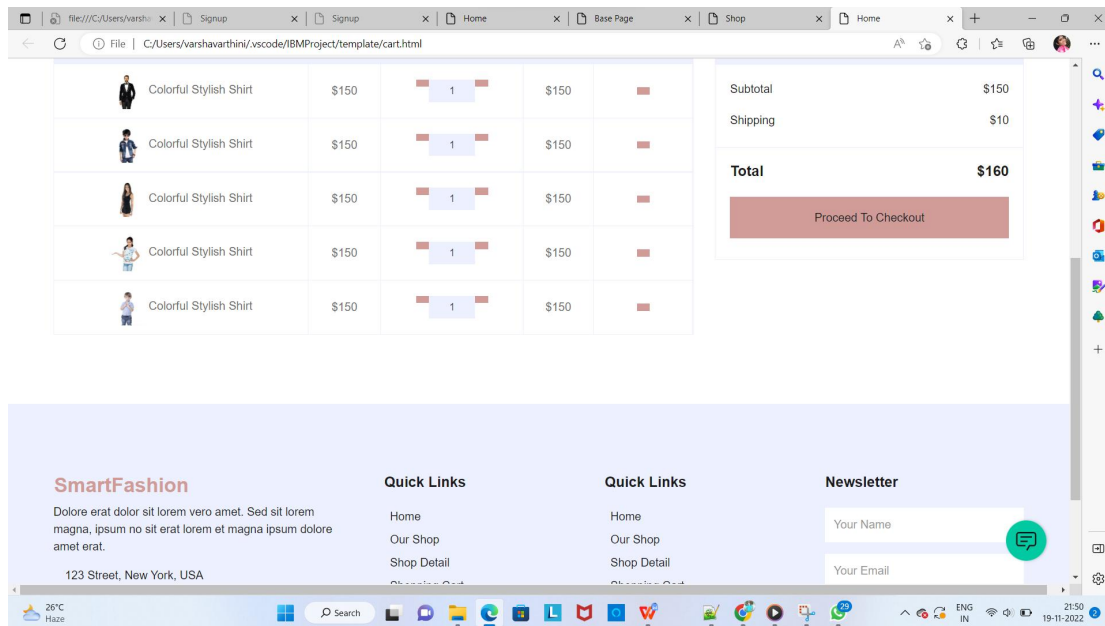 file:///C:/Users/varsha
Signup
Signup
Home
Base Page
Shop
Home
File
C:/Users/varshavarthini/.vscode/IBMProject/template/cart.html
Colorful Stylish Shirt $150 1 $150
Colorful Stylish Shirt $150 1 $150
Colorful Stylish Shirt $150 1 $150
Colorful Stylish Shirt $150 1 $150
Colorful Stylish Shirt $150 1 $150
Subtotal $150
Shipping $10
Total $160
Proceed To Checkout
SmartFashion
Dolore erat dolor sit lorem vero amet. Sed sit lorem
magna, ipsum no sit erat lorem et magna ipsum dolore
amet erat.
123 Street, New York, USA
Quick Links
Home
Our Shop
Shop Detail
Shopping Cart
Quick Links
Home
Our Shop
Shop Detail
Shopping Cart
Newsletter
Your Name
Your Email
26°C
Haze
Search
29
ENG
IN
21:50
19-11-2022
2